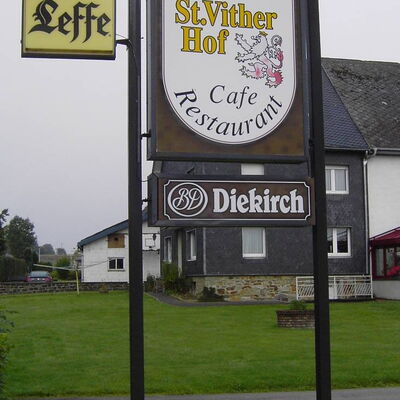 Leffe
St.Vither
Hof
Cafe
Restaurant
Diekirch